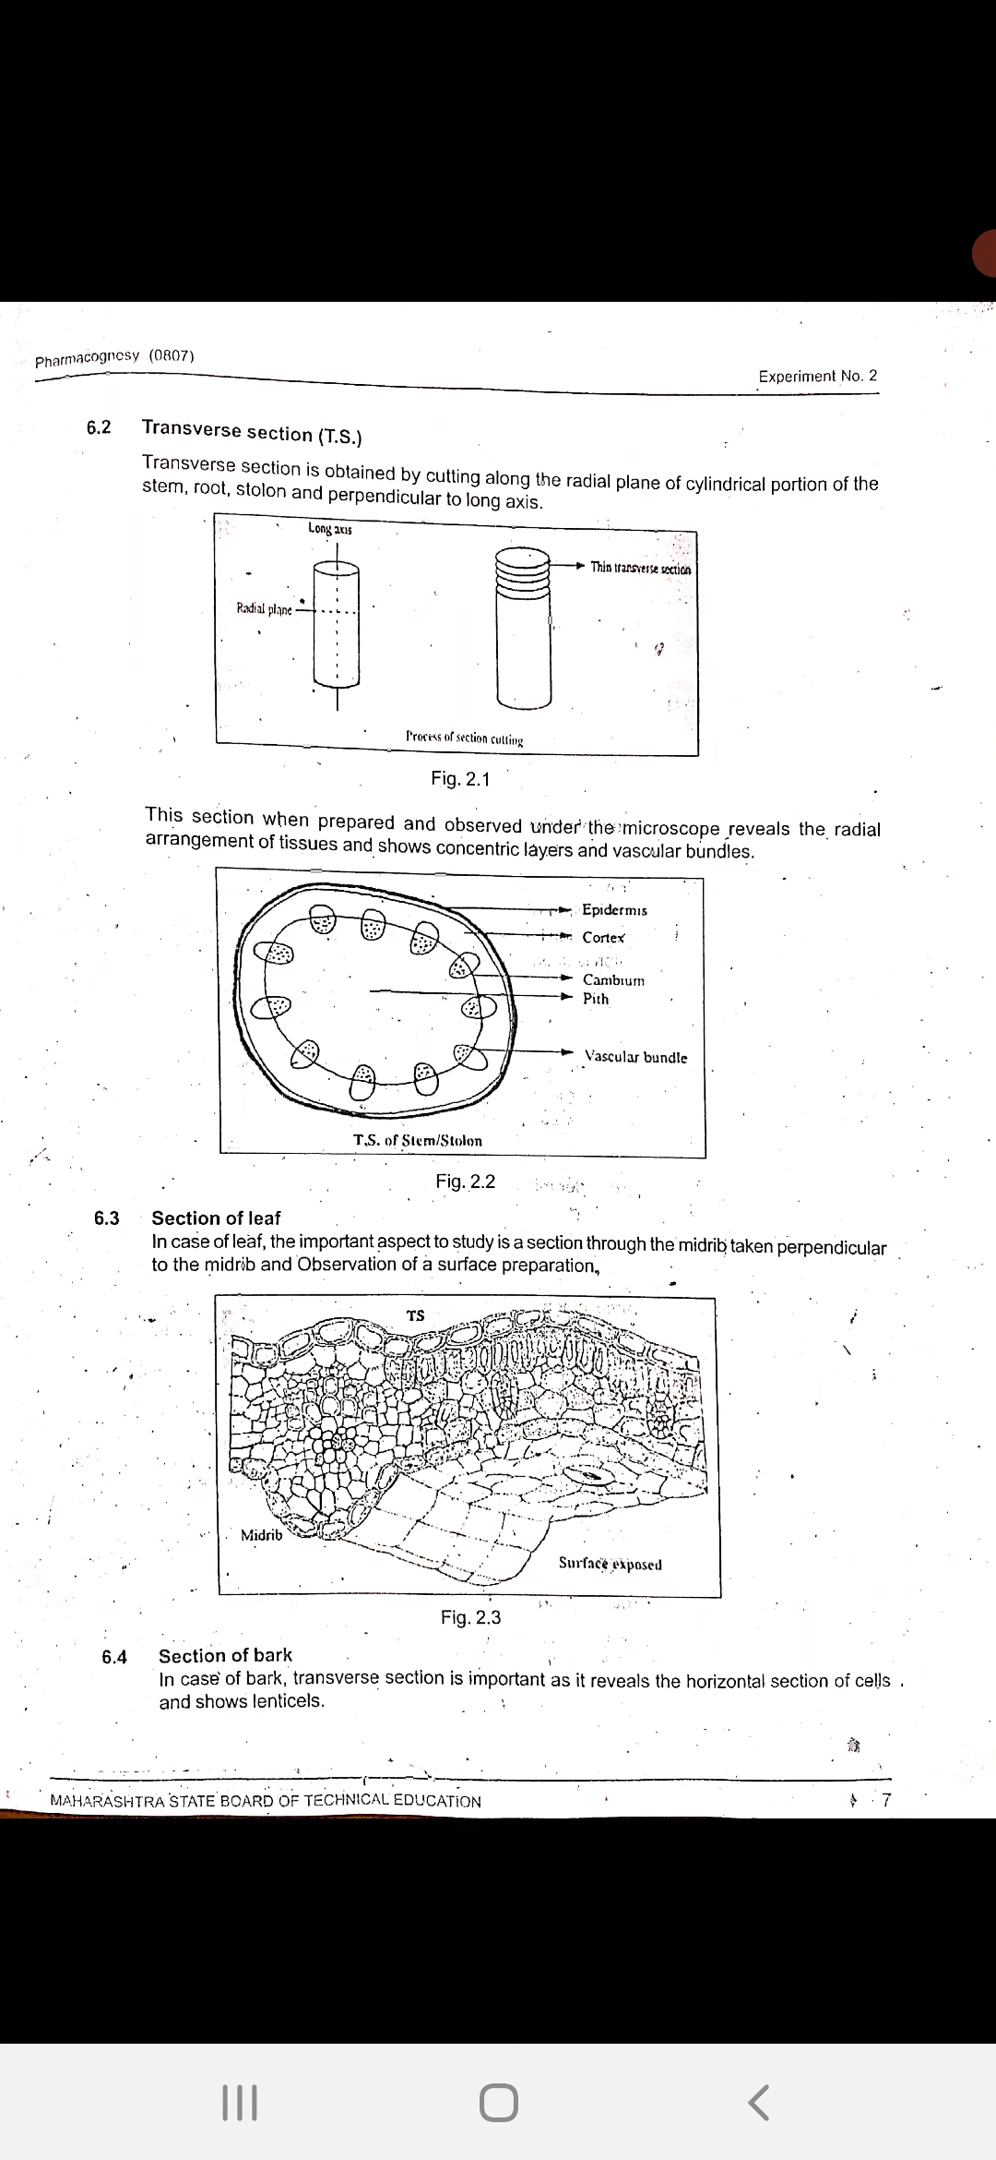 Pharmacognosy (0807)
Experiment No. 2
6.2 Transverse section (T.S.)
Transverse section is obtained by cutting along the radial plane of cylindrical portion of the
stem, root, stolon and perpendicular to long axis.
Long axis
Radial plane
Thin transverse section
Process of section cutting
Fig. 2.1
This section when prepared and observed under the microscope reveals the radial
arrangement of tissues and shows concentric layers and vascular bundles.
Epidermis
Cortex
Cambium
Pith
Vascular bundle
T.S. of Stem/Stolon
Fig. 2.2
6.3 Section of leaf
In case of leaf, the important aspect to study is a section through the midrib taken perpendicular
to the midrib and Observation of a surface preparation,
TS
Midrib
Surface exposed
Fig. 2.3
6.4 Section of bark
In case of bark, transverse section is important as it reveals the horizontal section of cells
and shows lenticels.
MAHARASHTRA STATE BOARD OF TECHNICAL EDUCATION
7